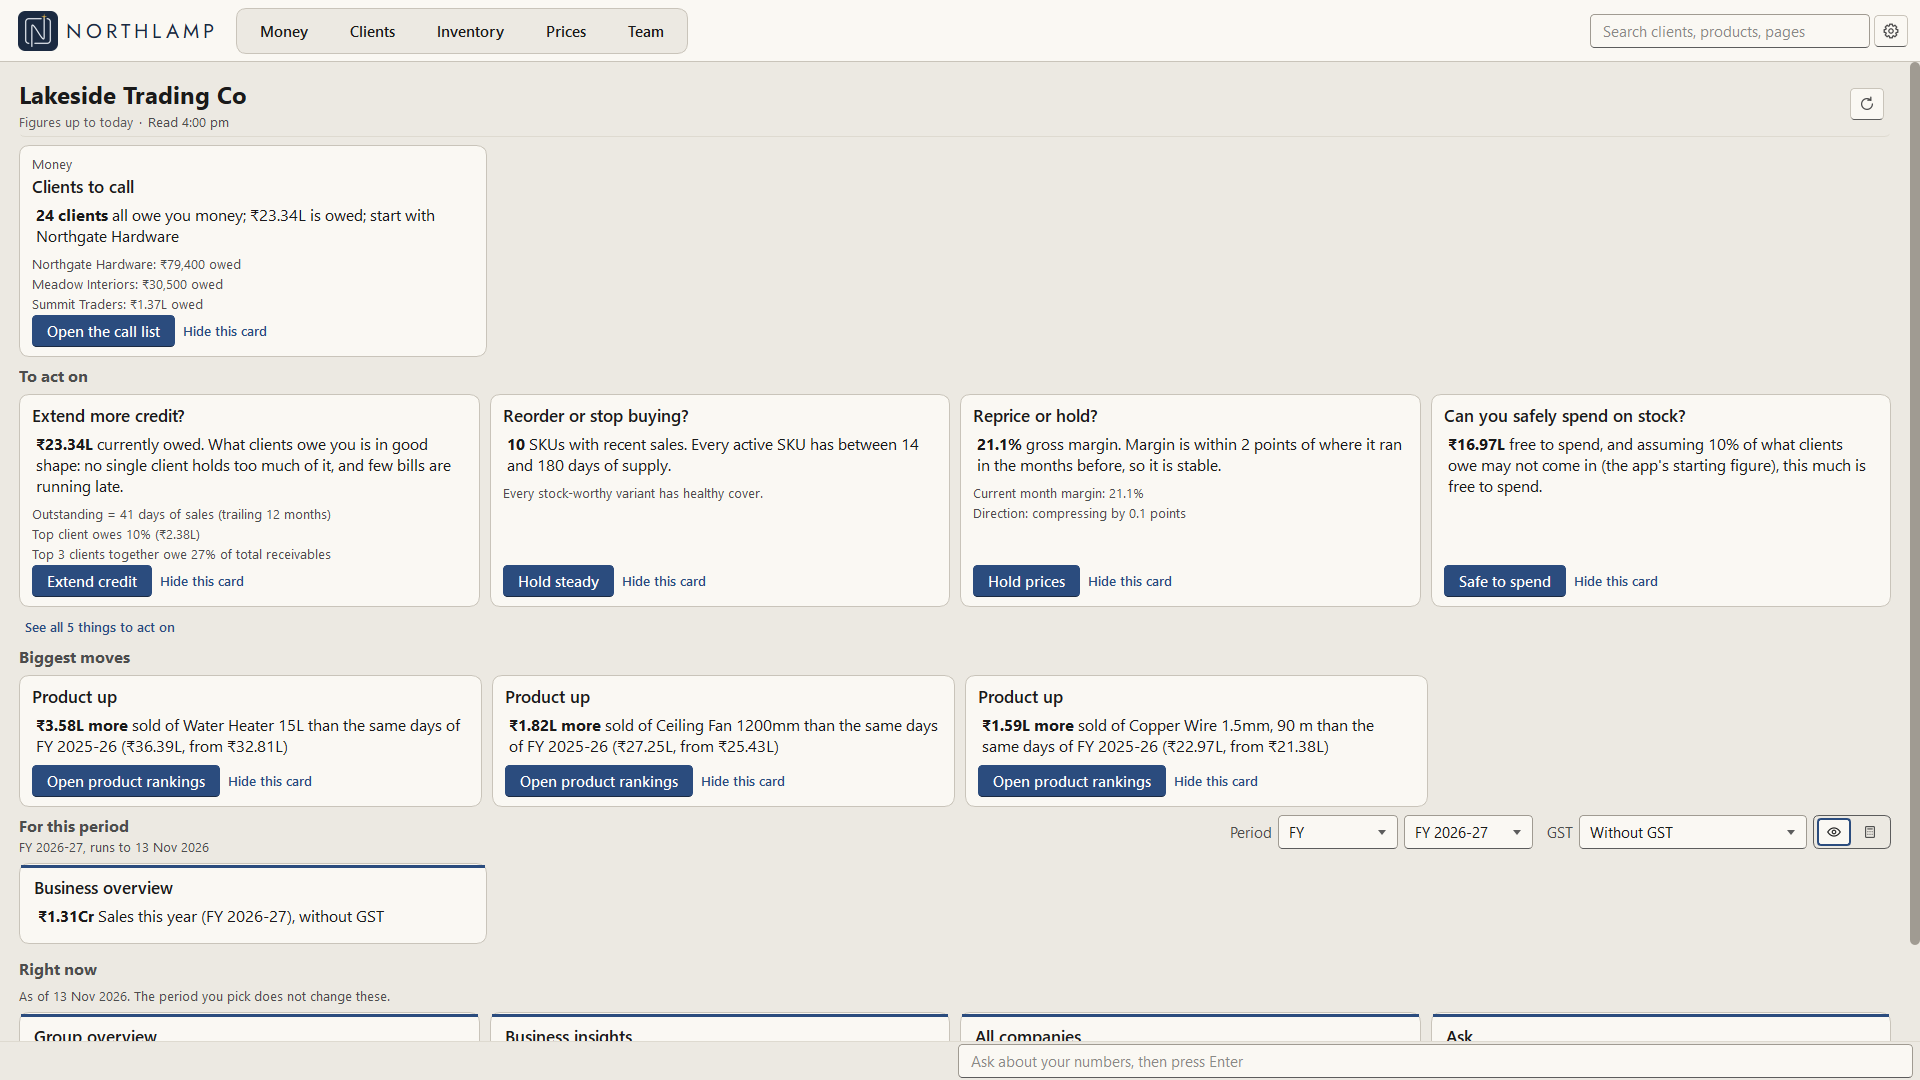 NORTHLAMP
Money
Clients
Inventory
Prices
Team
Search clients, products, pages
Lakeside Trading Co
Figures up to today · Read 4:00 pm
Money
Clients to call
24 clients all owe you money; ₹23.34L is owed; start with
Northgate Hardware
Northgate Hardware: ₹79,400 owed
Meadow Interiors: ₹30,500 owed
Summit Traders: ₹1.37L owed
Open the call list
Hide this card
To act on
Extend more credit?
₹23.34L currently owed. What clients owe you is in good
shape: no single client holds too much of it, and few bills are
running late.
Outstanding = 41 days of sales (trailing 12 months)
Top client owes 10% (₹2.38L)
Top 3 clients together owe 27% of total receivables
Extend credit
Hide this card
Reorder or stop buying?
10 SKUs with recent sales. Every active SKU has between 14
and 180 days of supply.
Every stock-worthy variant has healthy cover.
Hold steady
Hide this card
Reprice or hold?
21.1% gross margin. Margin is within 2 points of where it ran
in the months before, so it is stable.
Current month margin: 21.1%
Direction: compressing by 0.1 points
Hold prices
Hide this card
Can you safely spend on stock?
₹16.97L free to spend, and assuming 10% of what clients
owe may not come in (the app's starting figure), this much is
free to spend.
Safe to spend
Hide this card
See all 5 things to act on
Biggest moves
Product up
₹3.58L more sold of Water Heater 15L than the same days of
FY 2025-26 (₹36.39L, from ₹32.81L)
Open product rankings
Hide this card
Product up
₹1.82L more sold of Ceiling Fan 1200mm than the same days
of FY 2025-26 (₹27.25L, from ₹25.43L)
Open product rankings
Hide this card
Product up
₹1.59L more sold of Copper Wire 1.5mm, 90 m than the
same days of FY 2025-26 (₹22.97L, from ₹21.38L)
Open product rankings
Hide this card
For this period
FY 2026-27, runs to 13 Nov 2026
Period
FY
FY 2026-27
GST
Without GST
Business overview
₹1.31Cr Sales this year (FY 2026-27), without GST
Right now
As of 13 Nov 2026. The period you pick does not change these.
Group overview
Business insights
All companies
Ask
Ask about your numbers, then press Enter